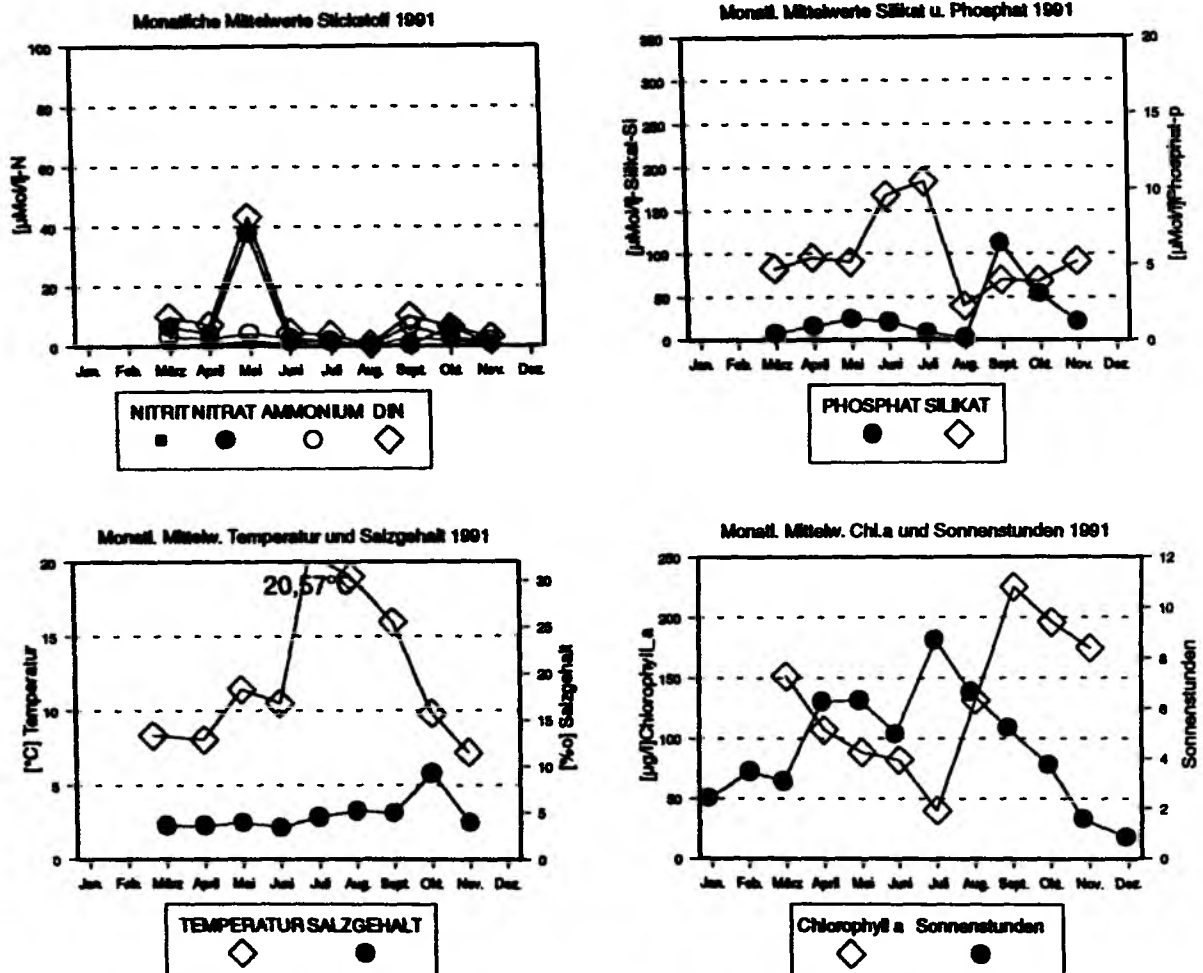 Monatliche Mittelwerte Stickstoff 1991
100
80
60
40
20
0
[µMol/l]-N
Jan. Feb. März April Mai Juni Juli Aug. Sept. Okt. Nov. Dez.
NITRIT NITRAT AMMONIUM DIN
Monatl. Mittelwerte Silikat u. Phosphat 1991
350
300
250
200
150
100
50
0
[µMol/l]-Silikat-Si
20
15
10
5
0
[µMol/l]Phosphat-p
Jan. Feb. März April Mai Juni Juli Aug. Sept. Okt. Nov. Dez.
PHOSPHAT SILIKAT
Monatl. Mittelw. Temperatur und Salzgehalt 1991
20
15
10
5
0
[°C] Temperatur
20,57°C
30
25
20
15
10
5
0
[%o] Salzgehalt
Jan. Feb. März April Mai Juni Juli Aug. Sept. Okt. Nov. Dez.
TEMPERATUR SALZGEHALT
Monatl. Mittelw. Chl.a und Sonnenstunden 1991
250
200
150
100
50
0
[µg/l]Chlorophyll_a
12
10
8
6
4
2
0
Sonnenstunden
Jan. Feb. März April Mai Juni Juli Aug. Sept. Okt. Nov. Dez.
Chlorophyll a Sonnenstunden